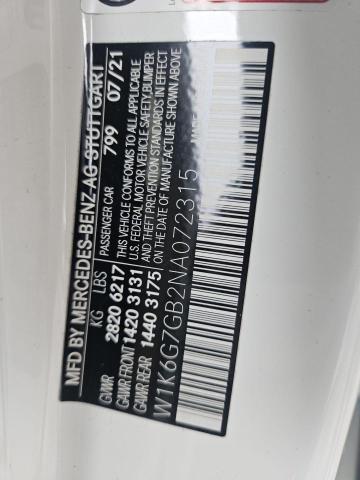 MFD BY MERCEDES-BENZ AG STUTTGART
KG LBS PASSENGER CAR 799 07/21
GVWR 2820 6217 THIS VEHICLE CONFORMS TO ALL APPLICABLE
GAWR FRONT 1420 3131 U.S. FEDERAL MOTOR VEHICLE SAFETY, BUMPER
GAWR REAR 1440 3175 AND THEFT PREVENTION STANDARDS IN EFFECT
ON THE DATE OF MANUFACTURE SHOWN ABOVE
W1K6G7GB2NA072315